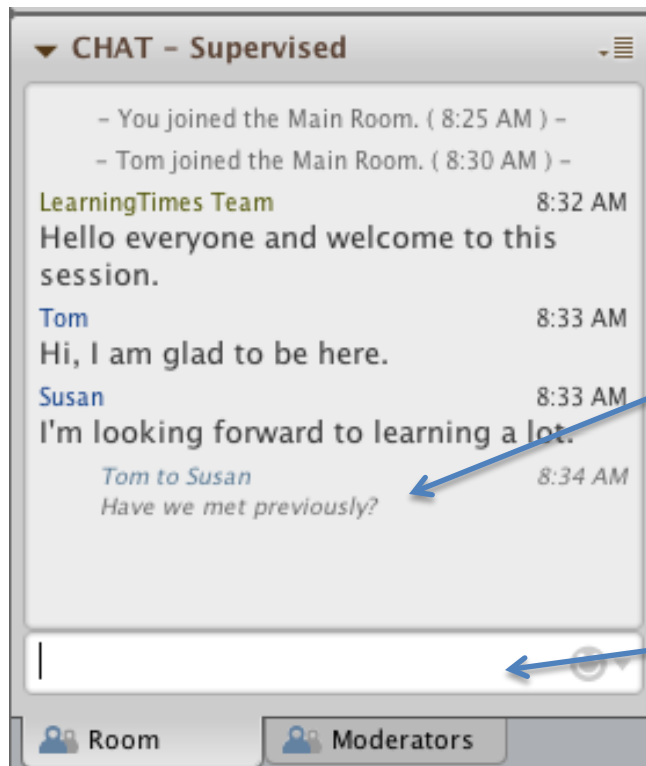 CHAT – Supervised
– You joined the Main Room. ( 8:25 AM ) –
– Tom joined the Main Room. ( 8:30 AM ) –
LearningTimes Team 8:32 AM
Hello everyone and welcome to this
session.
Tom 8:33 AM
Hi, I am glad to be here.
Susan 8:33 AM
I'm looking forward to learning a lot.
Tom to Susan 8:34 AM
Have we met previously?
Room Moderators